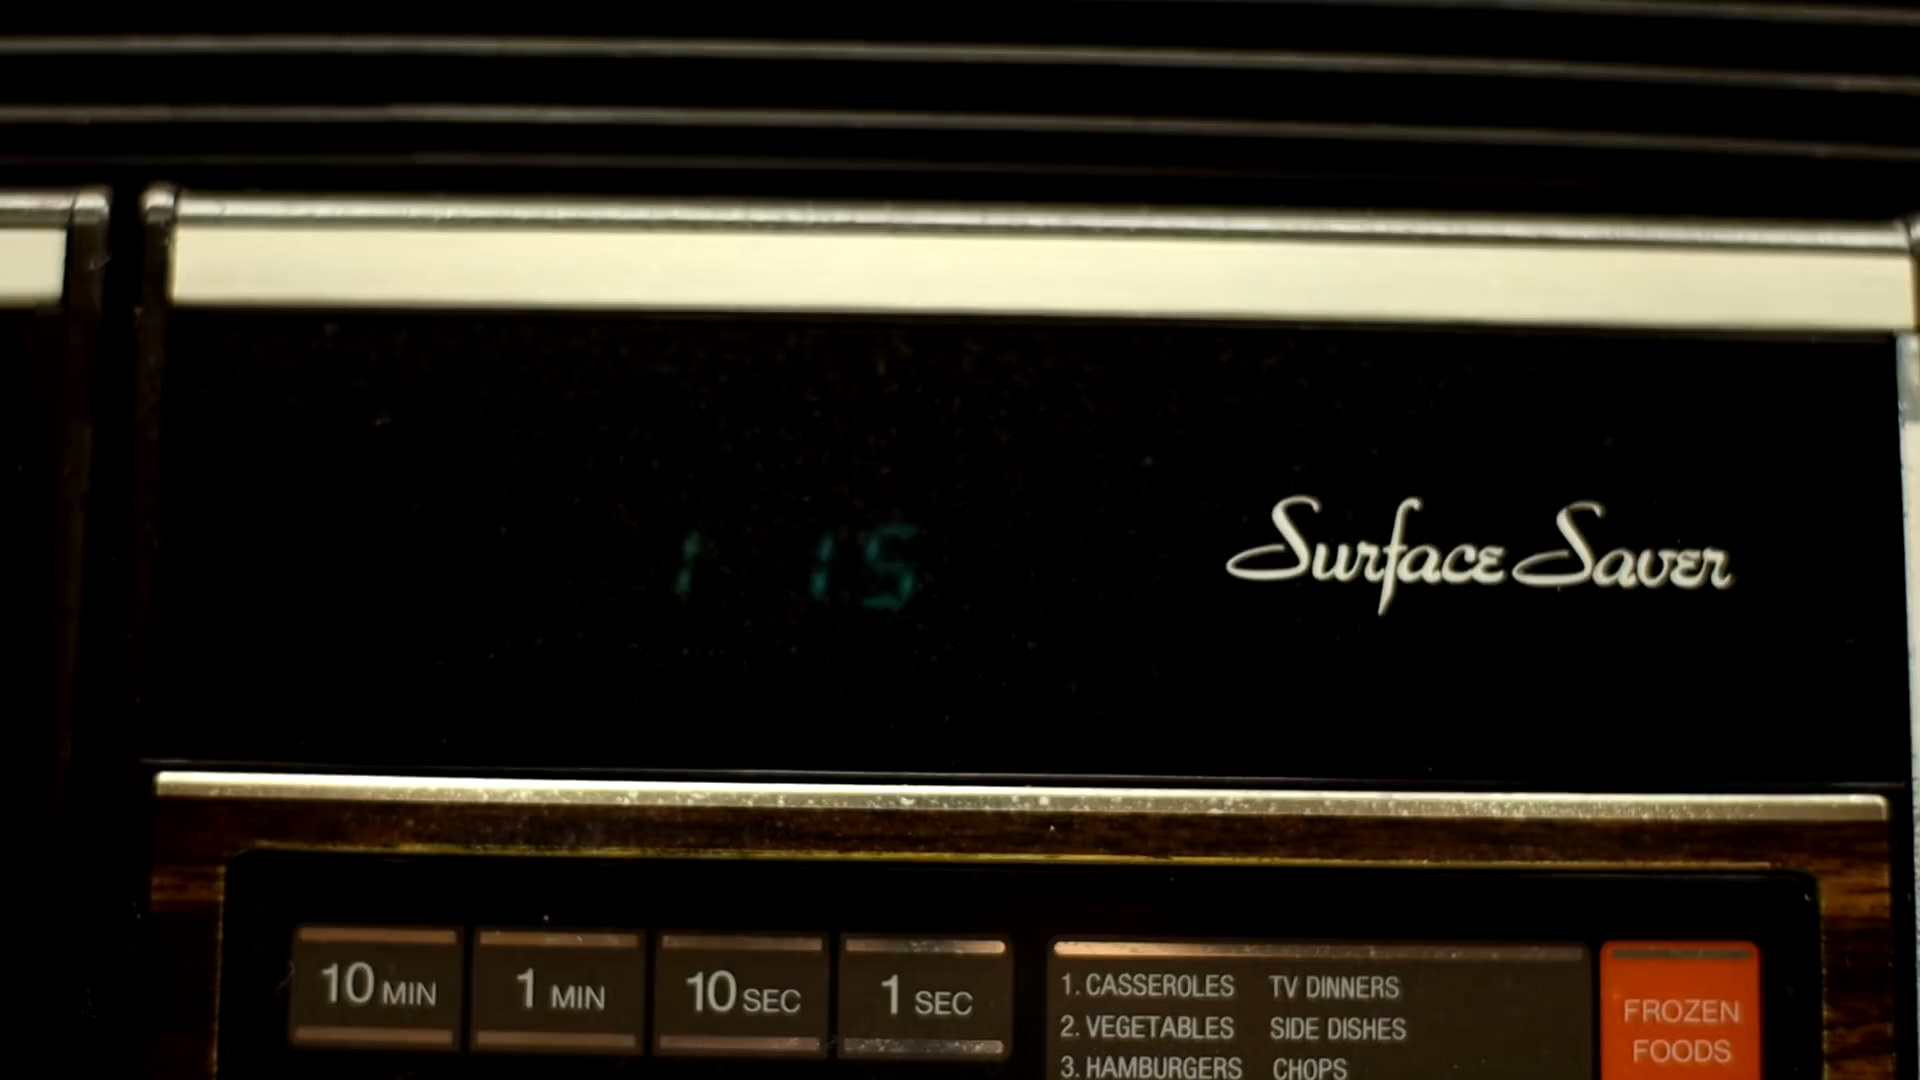 1 15
Surface Saver
10 MIN
1 MIN
10 SEC
1 SEC
1. CASSEROLES TV DINNERS
2. VEGETABLES SIDE DISHES
3. HAMBURGERS CHOPS
FROZEN
FOODS